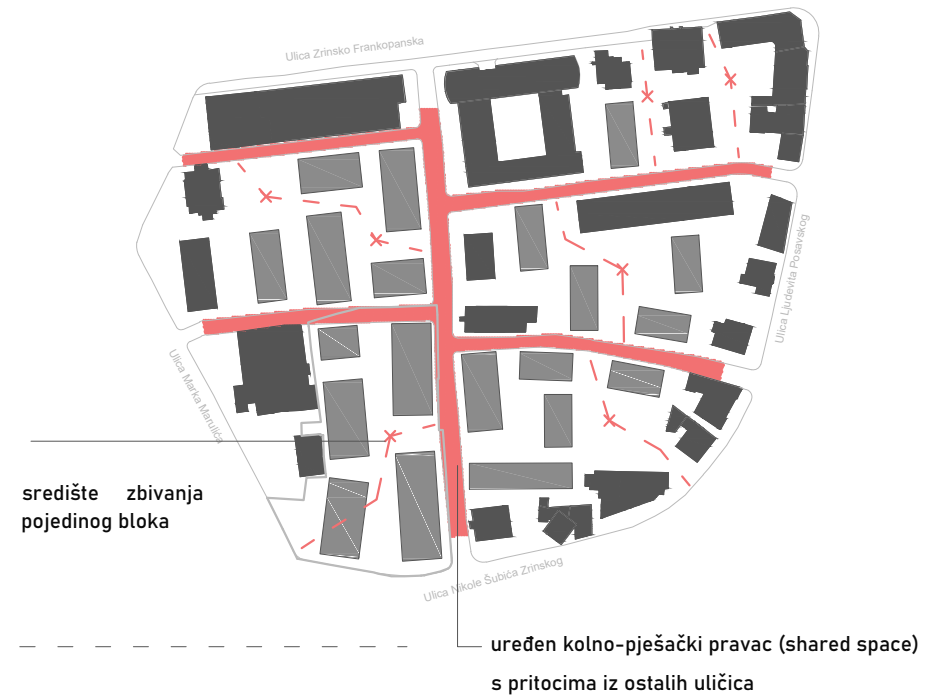 Ulica Zrinsko Frankopanska
Ulica Ljudevita Posavskog
Ulica Marka Marulića
središte zbivanja
pojedinog bloka
Ulica Nikole Šubića Zrinskog
uređen kolno-pješački pravac (shared space)
s pritocima iz ostalih uličica